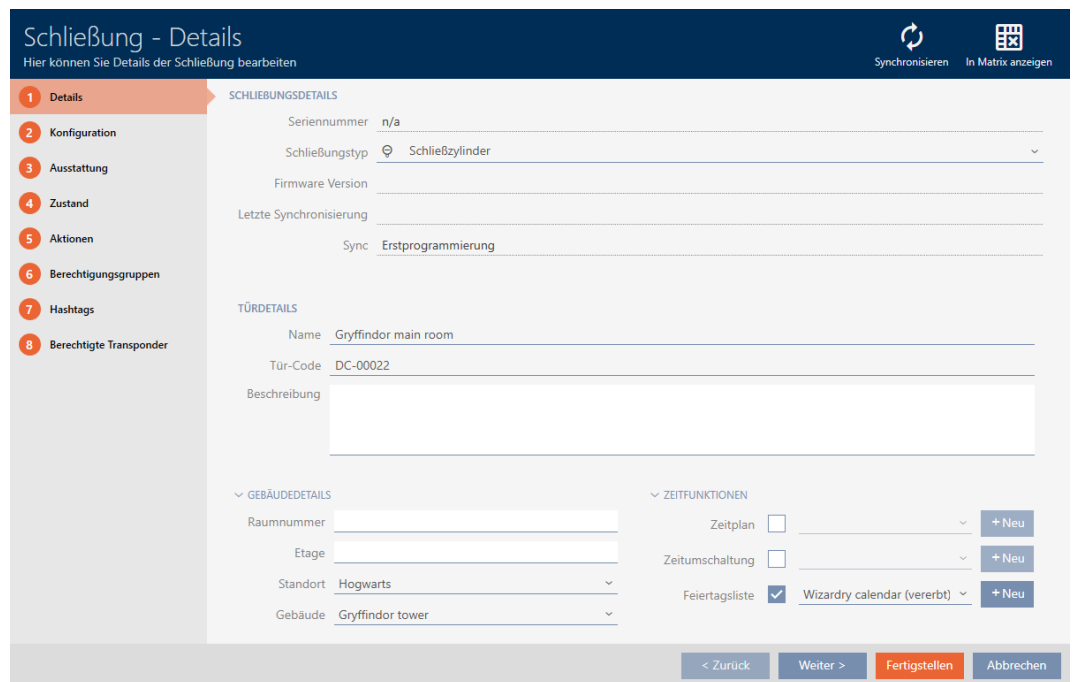 Schließung - Details
Hier können Sie Details der Schließung bearbeiten
Synchronisieren
In Matrix anzeigen
1 Details
2 Konfiguration
3 Ausstattung
4 Zustand
5 Aktionen
6 Berechtigungsgruppen
7 Hashtags
8 Berechtigte Transponder
SCHLIEßUNGSDETAILS
Seriennummer n/a
Schließungstyp Schließzylinder
Firmware Version
Letzte Synchronisierung
Sync Erstprogrammierung
TÜRDETAILS
Name Gryffindor main room
Tür-Code DC-00022
Beschreibung
GEBÄUDEDETAILS
Raumnummer
Etage
Standort Hogwarts
Gebäude Gryffindor tower
ZEITFUNKTIONEN
Zeitplan + Neu
Zeitumschaltung + Neu
Feiertagsliste Wizardry calendar (vererbt) + Neu
< Zurück
Weiter >
Fertigstellen
Abbrechen